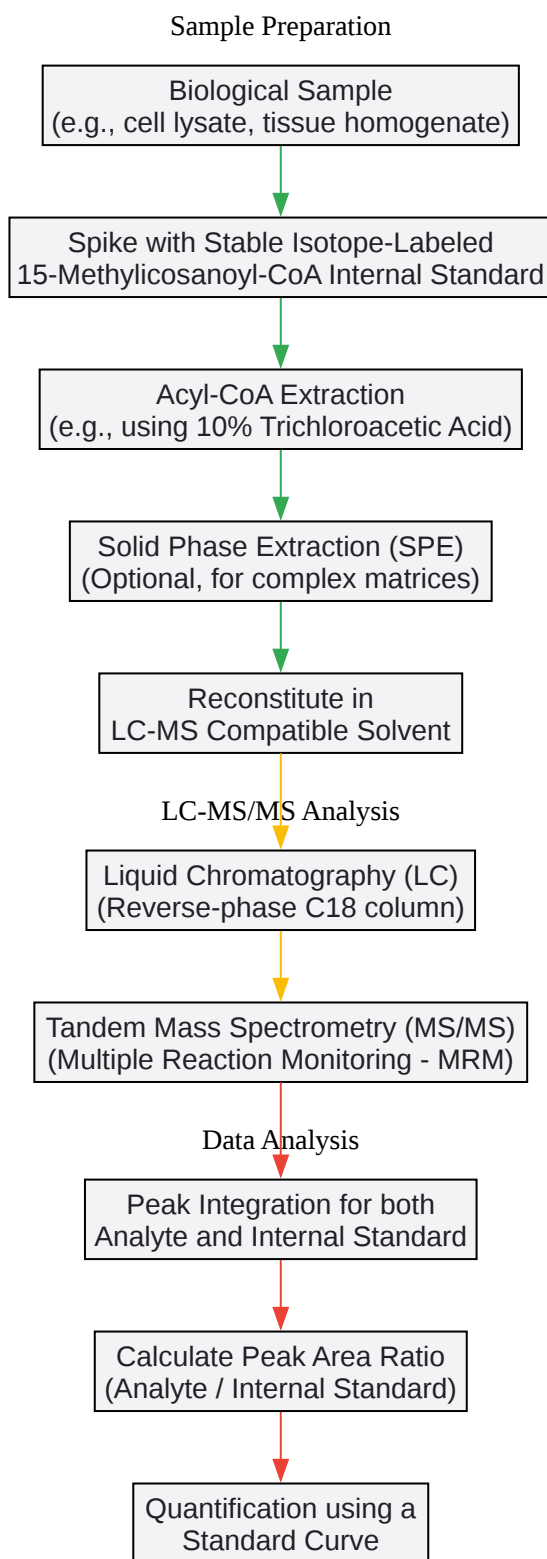 Sample Preparation
Biological Sample
(e.g., cell lysate, tissue homogenate)
Spike with Stable Isotope-Labeled
15-Methylicosanoyl-CoA Internal Standard
Acyl-CoA Extraction
(e.g., using 10% Trichloroacetic Acid)
Solid Phase Extraction (SPE)
(Optional, for complex matrices)
Reconstitute in
LC-MS Compatible Solvent
LC-MS/MS Analysis
Liquid Chromatography (LC)
(Reverse-phase C18 column)
Tandem Mass Spectrometry (MS/MS)
(Multiple Reaction Monitoring - MRM)
Data Analysis
Peak Integration for both
Analyte and Internal Standard
Calculate Peak Area Ratio
(Analyte / Internal Standard)
Quantification using a
Standard Curve